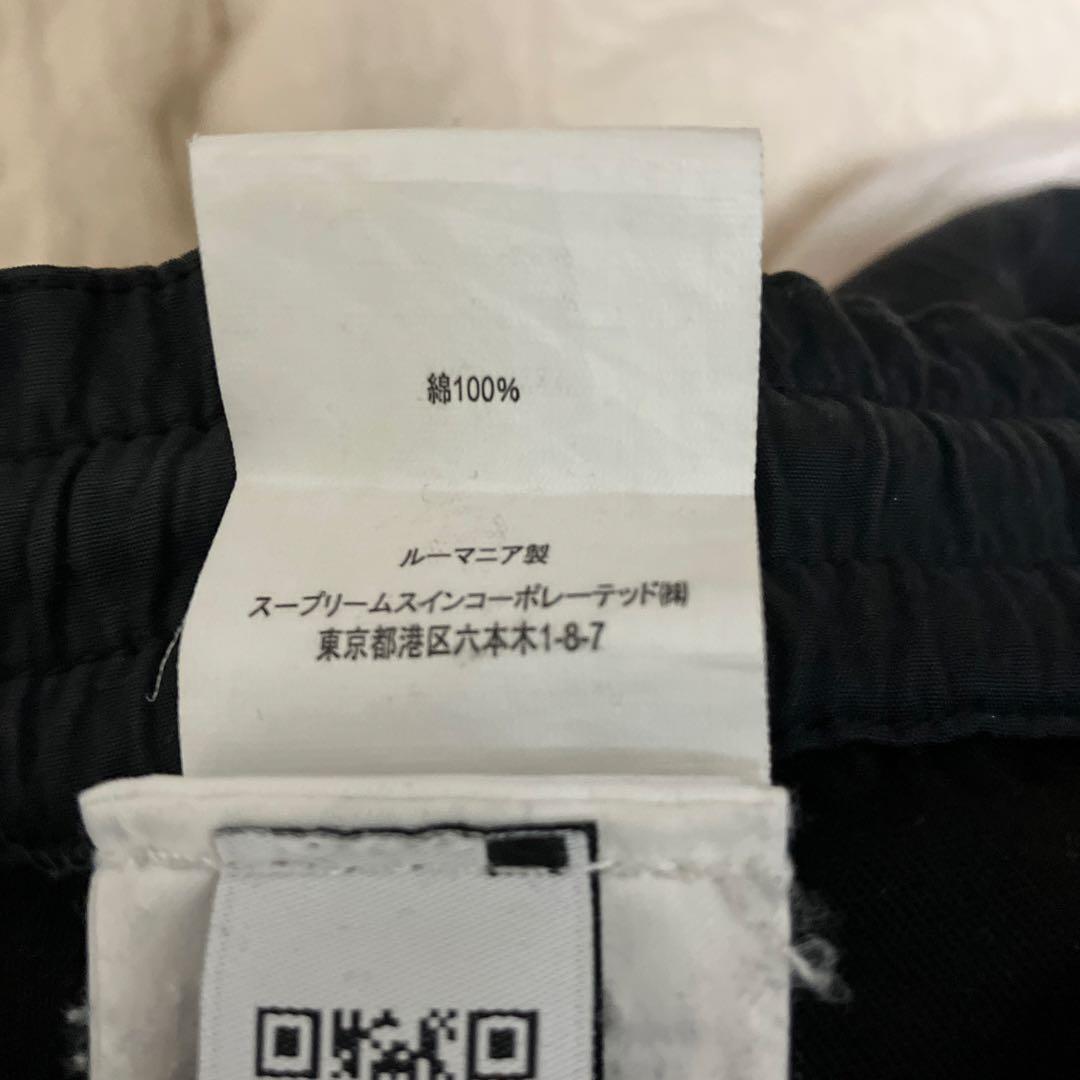 綿100%
ルーマニア製
スープリームスインコーポレーテッド㈱
東京都港区六本木1-8-7